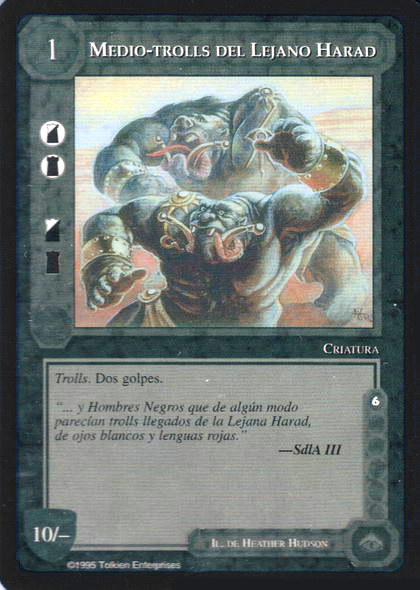 1
MEDIO-TROLLS DEL LEJANO HARAD
CRIATURA
Trolls. Dos golpes.
6
“... y Hombres Negros que de algún modo
parecían trolls llegados de la Lejana Harad,
de ojos blancos y lenguas rojas.”
—SdlA III
10/–
IL. DE HEATHER HUDSON
©1995 Tolkien Enterprises